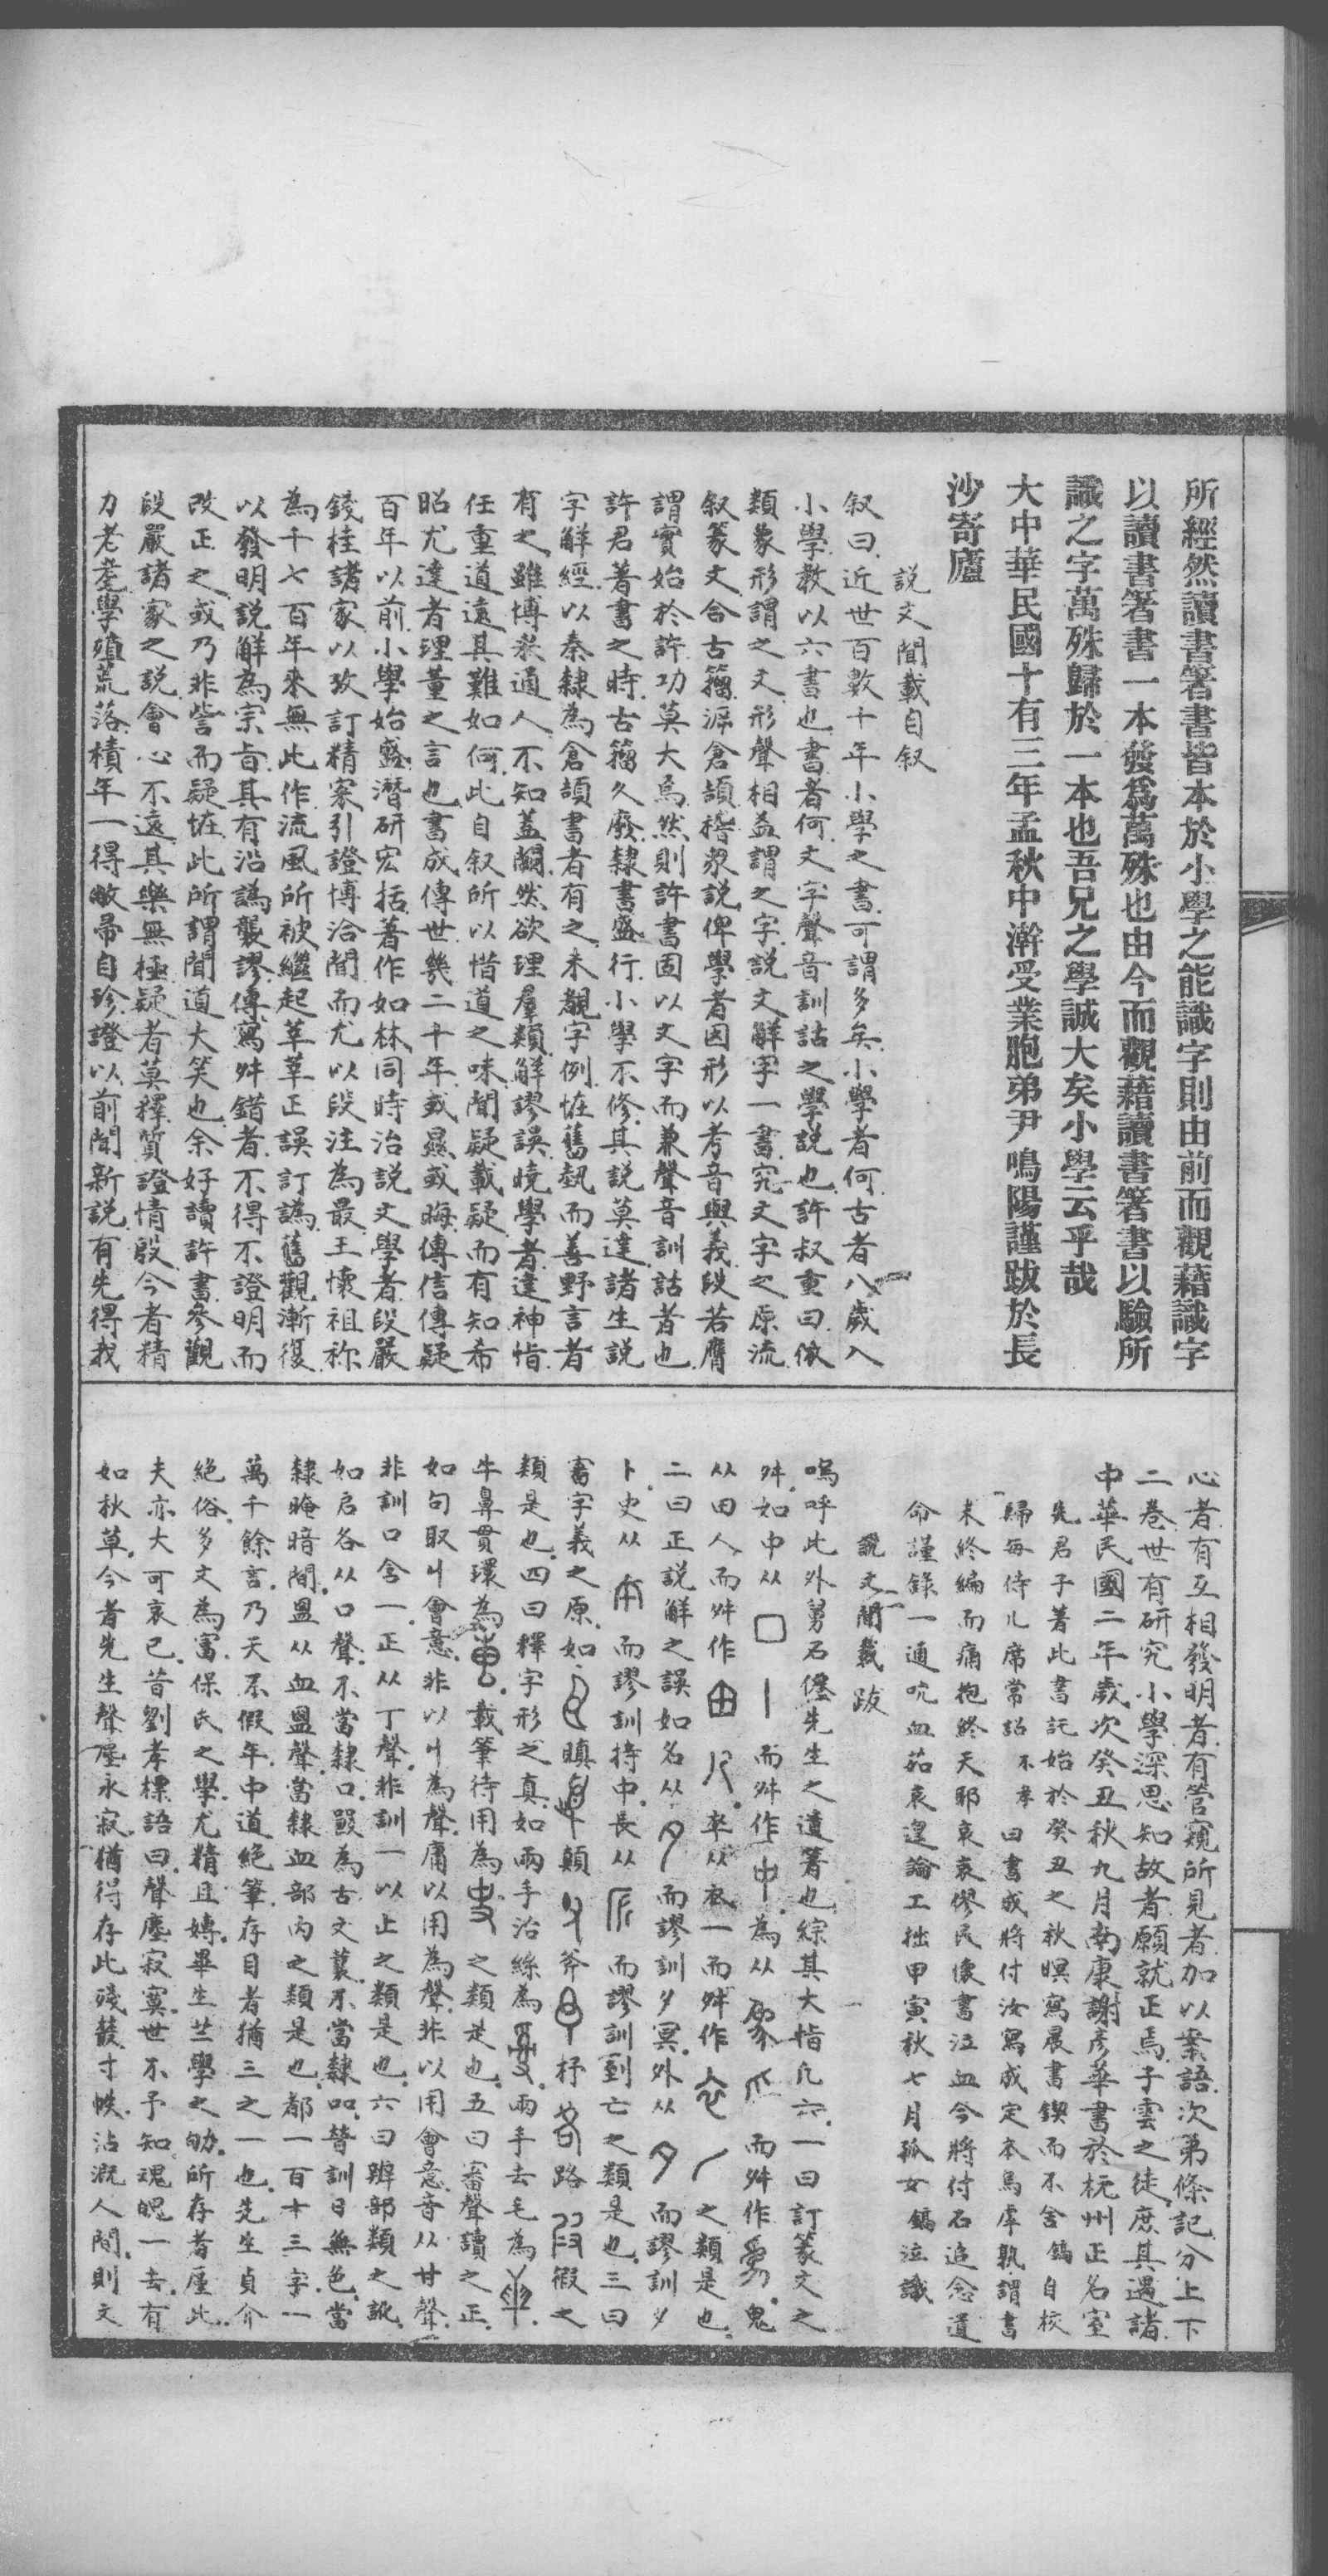 所經然讀書箸書皆本於小學之能識字則由前而觀藉識字
以讀書箸書一本發爲萬殊也由今而觀藉讀書箸書以驗所
識之字萬殊歸於一本也吾兄之學誠大矣小學云乎哉
大中華民國十有三年孟秋中澣受業胞弟尹鳴陽謹跋於長
沙寄廬
說文聞載自叙
叙曰近世百數十年小學之書可謂多矣小學者何古者八歲入
小學教以六書也書者何文字聲音訓詁之學說也許叔重曰倣
類象形謂之文形聲相益謂之字說文解字一書究文字之原流
叙篆文合古籀溯倉頡稽衆說俾學者因形以考音與義段若膺
謂實始於許功莫大焉然則許書固以文字而兼聲音訓詁者也
許君著書之時古籀久廢隸書盛行小學不修其說莫達諸生說
字解經以秦隸為倉頡書者有之未覩字例恠舊埶而善野言者
有之雖博采通人不知蓋闕然欲理羣類解謬誤曉學者達神恉
任重道遠其難如何此自叙所以惜道之味聞疑載疑而有知希
昭尤達者理董之言也書成傳世幾二千年或顯或晦傳信傳疑
百年以前小學始盛潛研宏括著作如林同時治說文學者段嚴
錢桂諸家以攷訂精宷引證博洽聞而尤以段注為最王懷祖称
為千七百年來無此作流風所被繼起萃萃正誤訂譌舊觀漸復
以發明說解為宗旨其有沿譌襲謬傳寫舛錯者不得不證明而
改正之或乃非訾而疑恠此所謂聞道大笑也余好讀許書參觀
段嚴諸家之說會心不遠其樂無極疑者莫釋質證情殷今者精
力老耄學殖荒落積年一得敝帚自珍證以前聞新說有先得我
心者有互相發明者有管窺所見者加以案語次弟條記分上下
二卷世有研究小學深思知故者願就正焉子雲之徒庶其遇諸
中華民國二年歲次癸丑秋九月南康謝彥華書於杭州正名室
先君子著此書託始於癸丑之秋暝寫晨書鍥而不舍鎬自校
歸每侍几席常詔不孝曰書成將付汝寫成定本烏虖孰謂書
未終編而痛抱終天耶哀哀僇民懷書泣血今將付石追念遺
命謹錄一通吮血茹哀遑論工拙甲寅秋七月孤女鎬泣識
說文聞載跋
嗚呼此外舅石傳先生之遺箸也綜其大恉凡六一曰訂篆文之
舛如中从口丨而舛作中為从而舛作鬼
从田人而舛作率从衣一而舛作之類是也
二曰正說解之誤如名从夕而謬訓夕冥外从夕而謬訓夕
卜史从而謬訓持中長从而謬訓到亡之類是也三曰
書字義之原如瞋顛斧抒路假之
類是也四曰釋字形之真如兩手治絲為兩手去毛為
牛鼻貫環為載筆待用為之類是也五曰審聲讀之正
如句取丩會意非以丩為聲庸以用為聲非以用會意音从甘聲
非訓口含一正从丁聲非訓一以止之類是也六曰辨部類之訛
如启各从口聲不當隸口毀為古文襄不當隸吅朁訓曰無色當
隸晻暗間盟从血盟聲當隸血部內之類是也都一百十三字一
萬千餘言乃天不假年中道絕筆存目者猶三之一也先生貞介
絕俗多文為富保氏之學尤精且嫥畢生茲學之劬所存者厪此
夫亦大可哀已昔劉孝標語曰聲塵寂寞世不予知魂魄一去有
如秋草今者先生聲塵永寂猶得存此殘叢寸帙沾溉人間則文